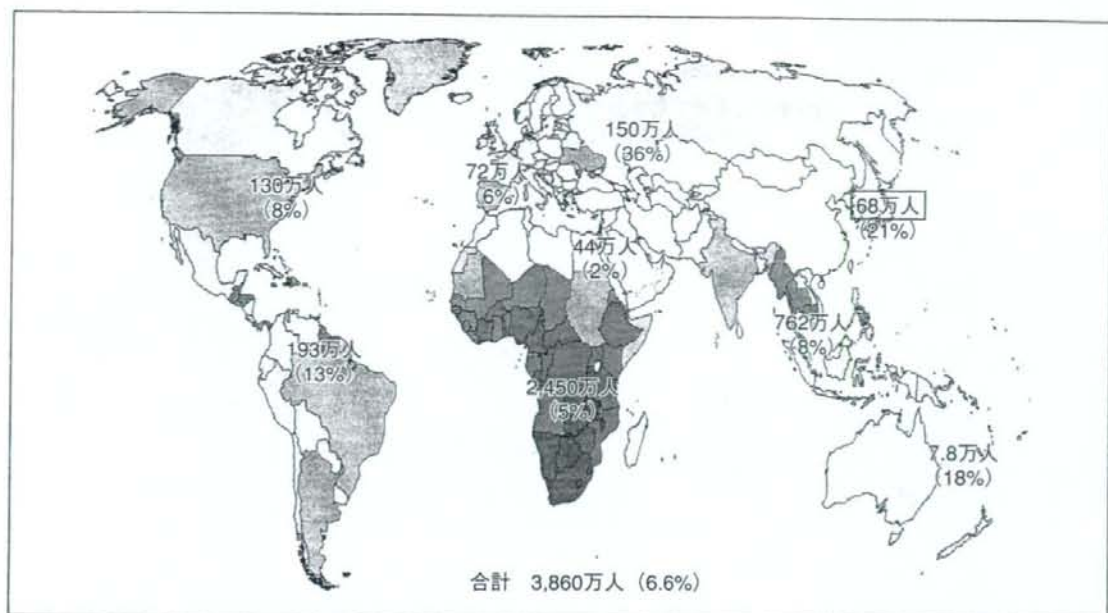 150万人
(36%)
72万人
(6%)
130万人
(8%)
68万人
(21%)
44万人
(2%)
762万人
(8%)
193万人
(13%)
2,450万人
(5%)
7.8万人
(18%)
合計 3,860万人(6.6%)